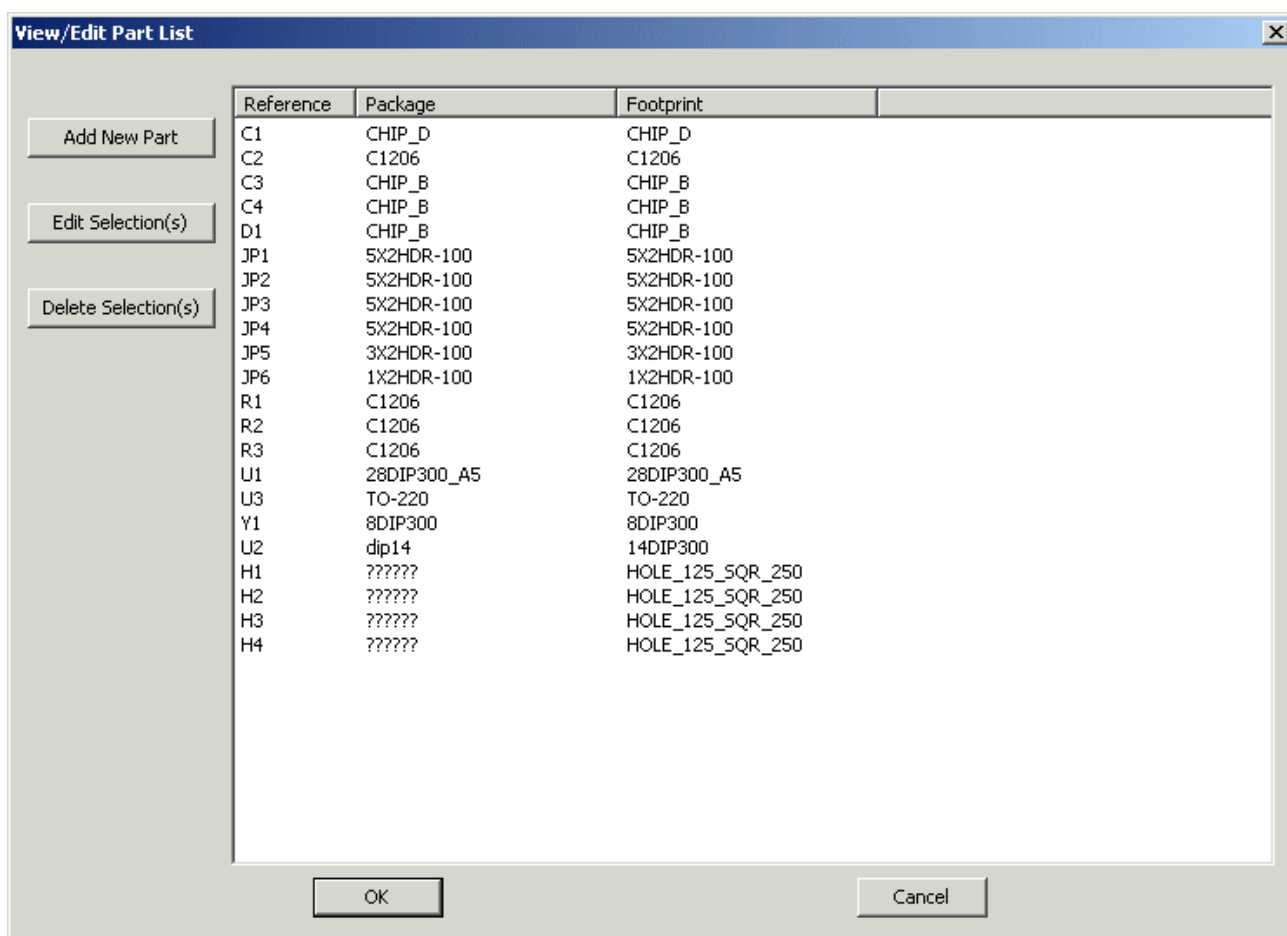 View/Edit Part List
Add New Part
Edit Selection(s)
Delete Selection(s)
Reference Package Footprint
C1 CHIP_D CHIP_D
C2 C1206 C1206
C3 CHIP_B CHIP_B
C4 CHIP_B CHIP_B
D1 CHIP_B CHIP_B
JP1 5X2HDR-100 5X2HDR-100
JP2 5X2HDR-100 5X2HDR-100
JP3 5X2HDR-100 5X2HDR-100
JP4 5X2HDR-100 5X2HDR-100
JP5 3X2HDR-100 3X2HDR-100
JP6 1X2HDR-100 1X2HDR-100
R1 C1206 C1206
R2 C1206 C1206
R3 C1206 C1206
U1 28DIP300_A5 28DIP300_A5
U3 TO-220 TO-220
Y1 8DIP300 8DIP300
U2 dip14 14DIP300
H1 ?????? HOLE_125_SQR_250
H2 ?????? HOLE_125_SQR_250
H3 ?????? HOLE_125_SQR_250
H4 ?????? HOLE_125_SQR_250
OK Cancel